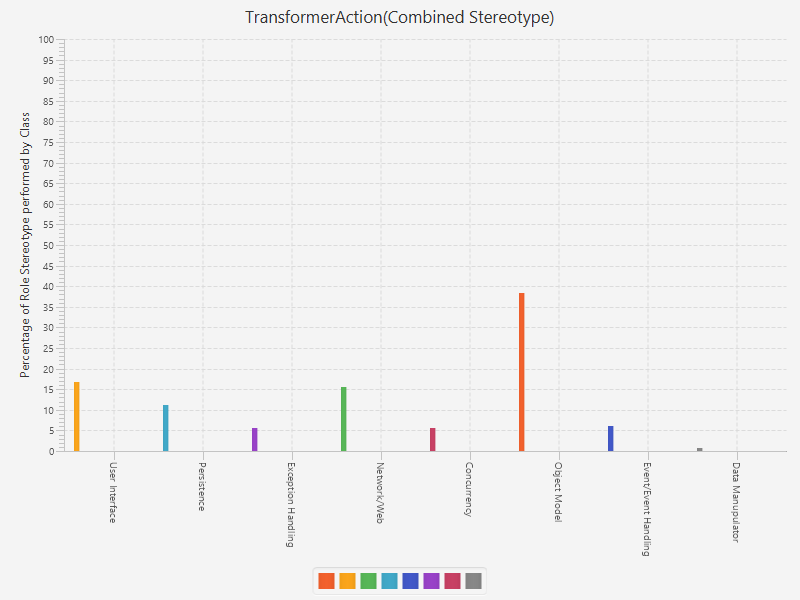 TransformerAction(Combined Stereotype)
Percentage of Role Stereotype performed by Class
100
95
90
85
80
75
70
65
60
55
50
45
40
35
30
25
20
15
10
5
0
User Interface
Persistence
Exception Handling
Network/Web
Concurrency
Object Model
Event/Event Handling
Data Manupulator